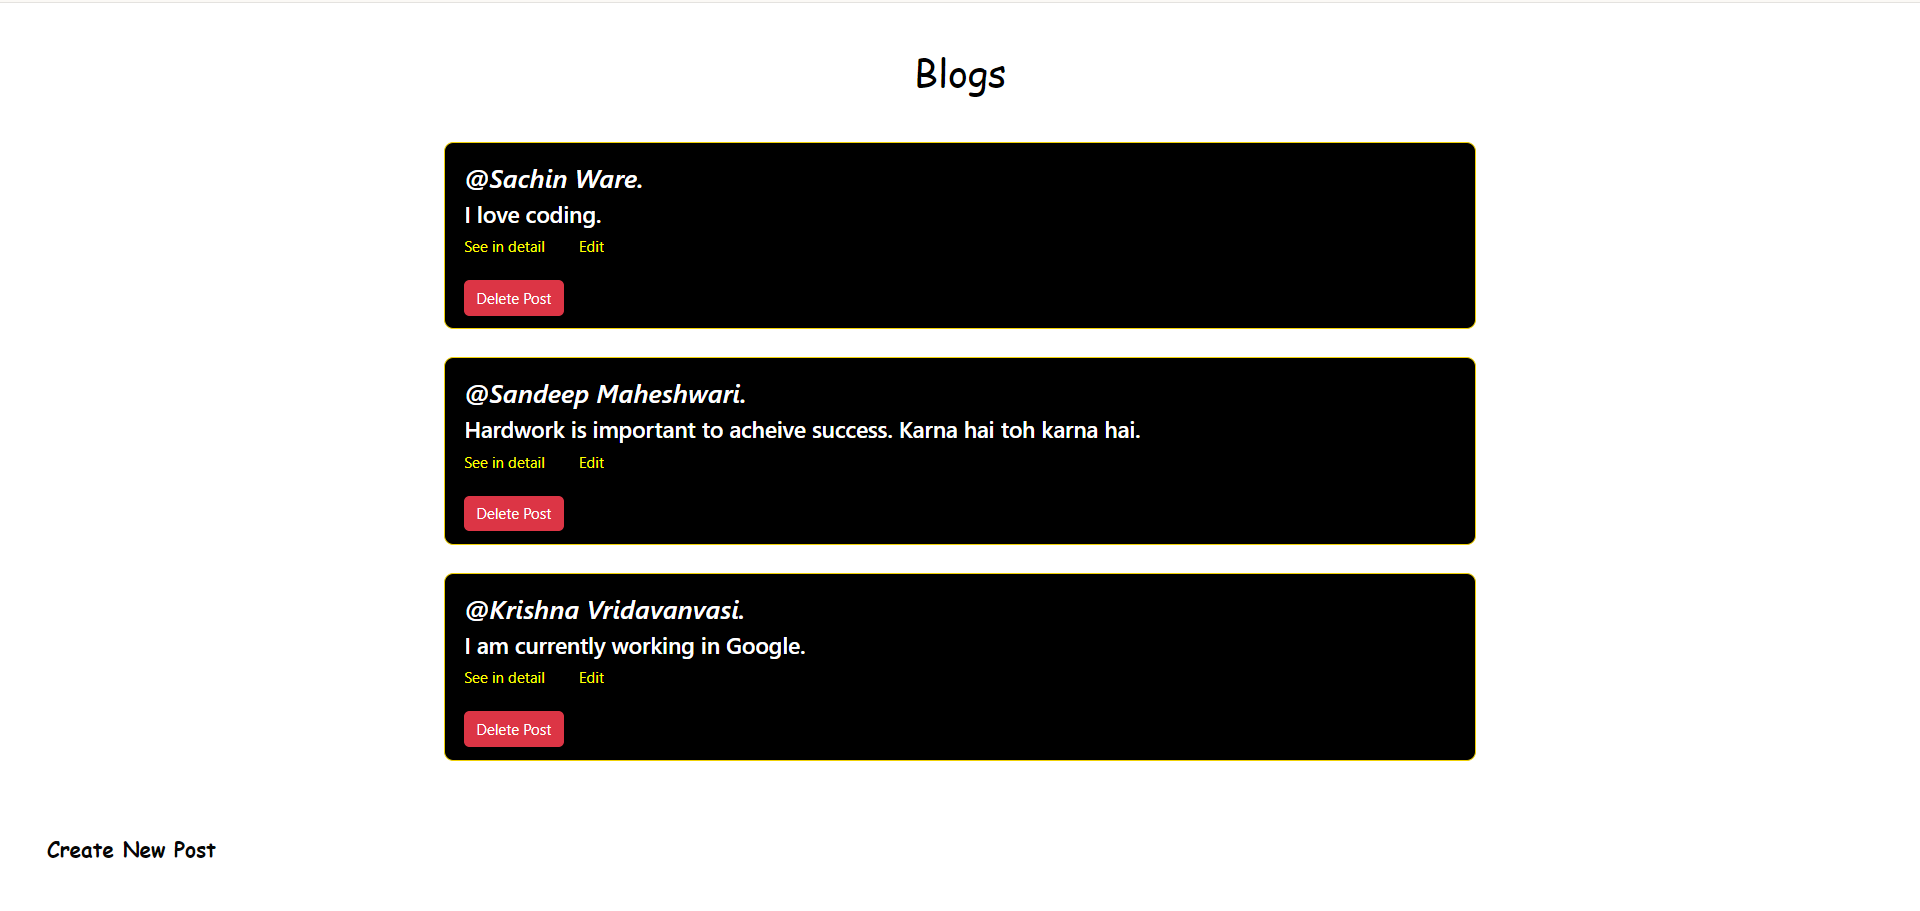 Blogs
@Sachin Ware.
I love coding.
See in detail Edit
Delete Post
@Sandeep Maheshwari.
Hardwork is important to acheive success. Karna hai toh karna hai.
See in detail Edit
Delete Post
@Krishna Vridavanvasi.
I am currently working in Google.
See in detail Edit
Delete Post
Create New Post